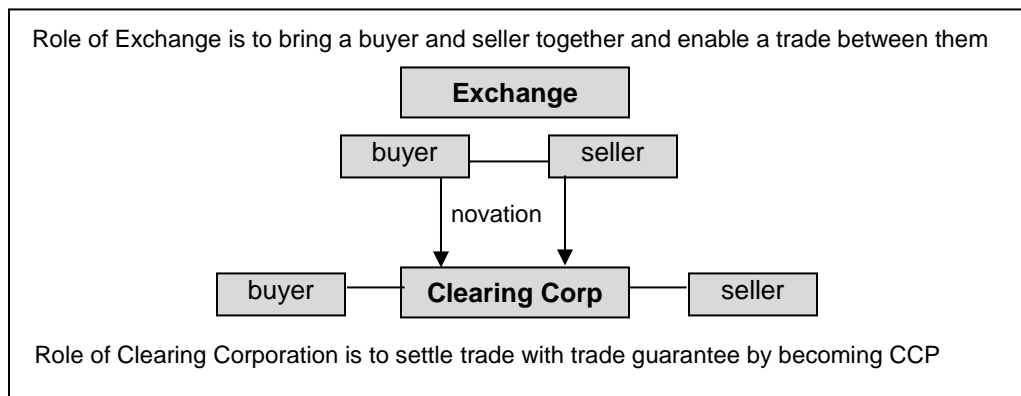 Role of Exchange is to bring a buyer and seller together and enable a trade between them
Exchange
buyer seller
novation
buyer Clearing Corp seller
Role of Clearing Corporation is to settle trade with trade guarantee by becoming CCP